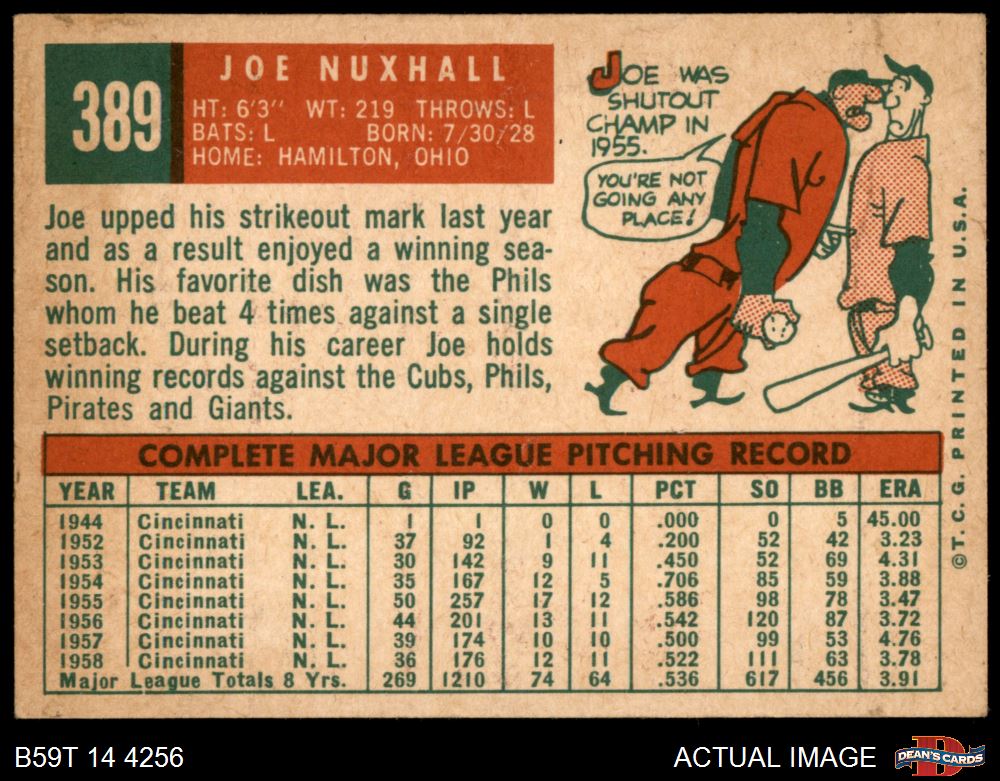 389
JOE NUXHALL
HT: 6'3" WT: 219 THROWS: L
BATS: L BORN: 7/30/28
HOME: HAMILTON, OHIO
JOE WAS
SHUTOUT
CHAMP IN
1955.
YOU'RE NOT
GOING ANY
PLACE!
Joe upped his strikeout mark last year
and as a result enjoyed a winning sea-
son. His favorite dish was the Phils
whom he beat 4 times against a single
setback. During his career Joe holds
winning records against the Cubs, Phils,
Pirates and Giants.
COMPLETE MAJOR LEAGUE PITCHING RECORD
YEAR TEAM LEA. G IP W L PCT SO BB ERA
1944 Cincinnati N. L. 1 1 0 0 .000 0 5 45.00
1952 Cincinnati N. L. 37 92 1 4 .200 52 42 3.23
1953 Cincinnati N. L. 30 142 9 11 .450 52 69 4.31
1954 Cincinnati N. L. 35 167 12 5 .706 85 59 3.88
1955 Cincinnati N. L. 50 257 17 12 .586 98 78 3.47
1956 Cincinnati N. L. 44 201 13 11 .542 120 87 3.72
1957 Cincinnati N. L. 39 174 10 10 .500 99 53 4.76
1958 Cincinnati N. L. 36 176 12 11 .522 111 63 3.78
Major League Totals 8 Yrs. 269 1210 74 64 .536 617 456 3.91
© T. C. G. PRINTED IN U.S.A.
B59T 14 4256
ACTUAL IMAGE
D
DEAN'S CARDS